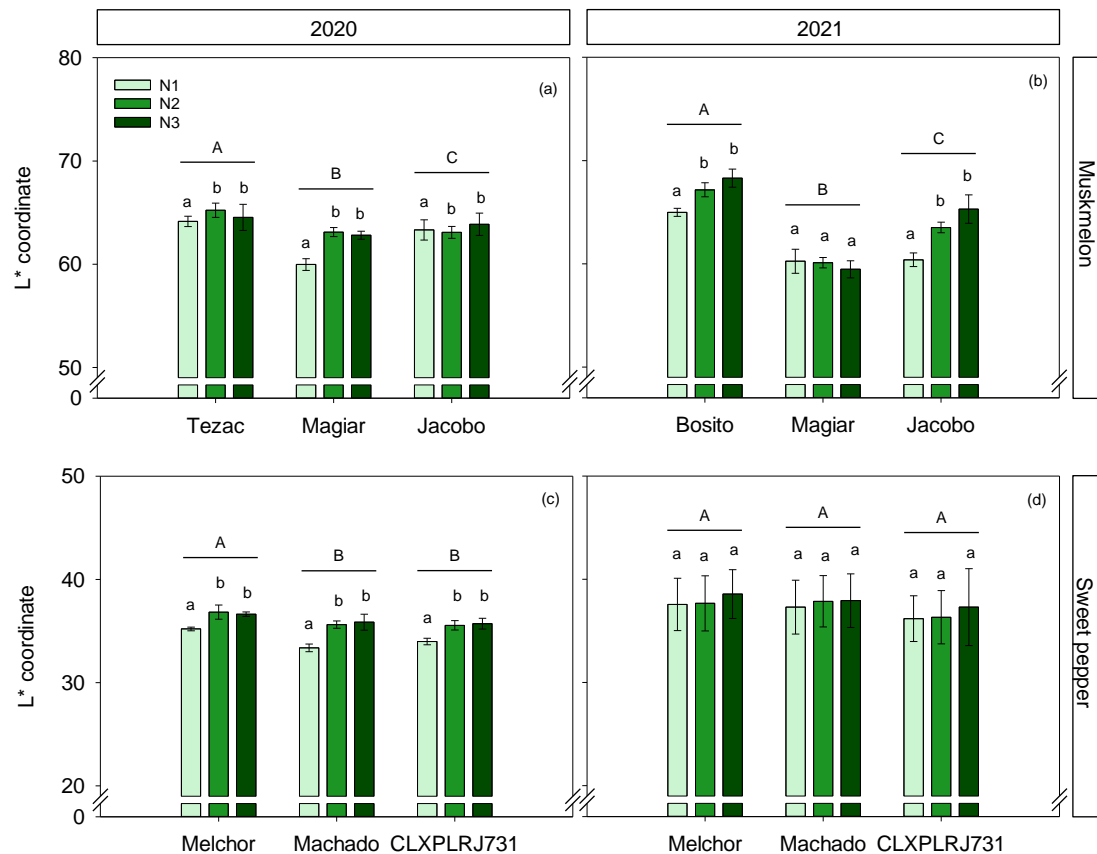 2020
2021
80
70
60
50
0
L* coordinate
N1
N2
N3
(a)
A
B
C
a b b
a b b
a b b
Tezac Magiar Jacobo
(b)
A
B
C
a b b
a a a
a b b
Bosito Magiar Jacobo
Muskmelon
50
40
30
20
0
L* coordinate
(c)
A
B
B
a b b
a b b
a b b
Melchor Machado CLXPLRJ731
(d)
A
A
A
a a a
a a a
a a a
Melchor Machado CLXPLRJ731
Sweet pepper